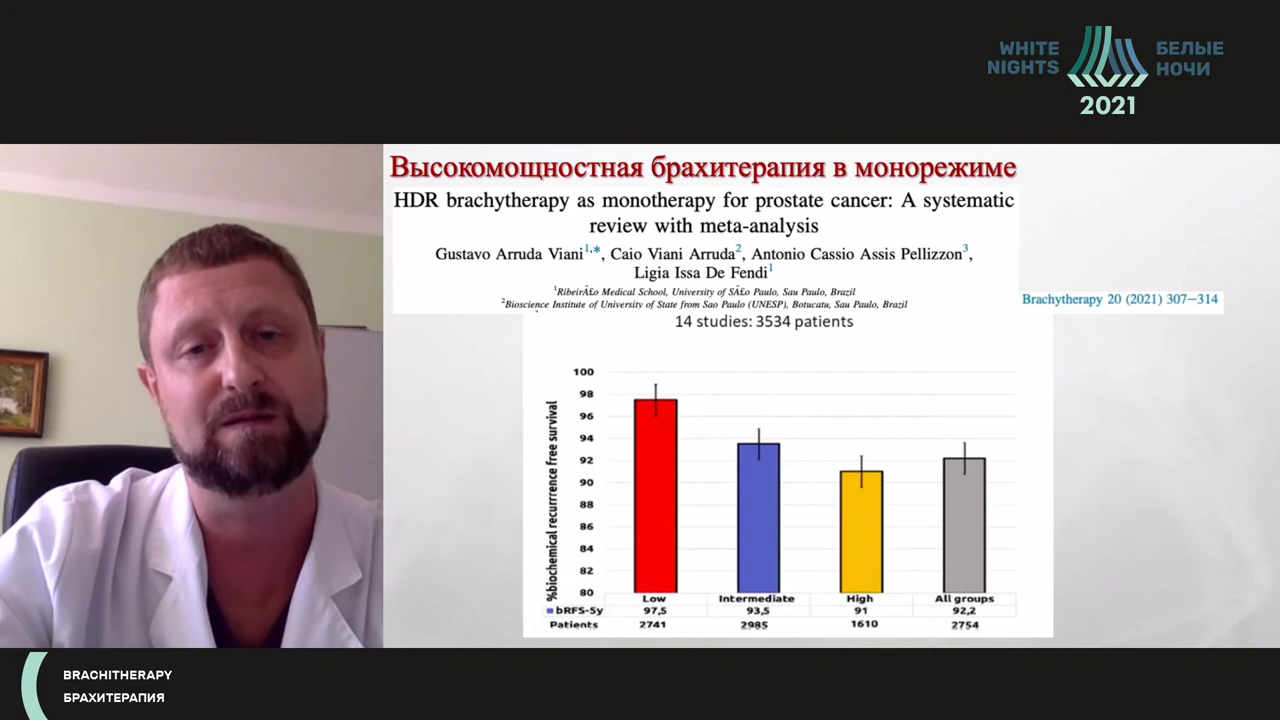 WHITE NIGHTS
БЕЛЫЕ НОЧИ
2021
Высокомощностная брахитерапия в монорежиме
HDR brachytherapy as monotherapy for prostate cancer: A systematic
review with meta-analysis
Gustavo Arruda Viani1,*, Caio Viani Arruda2, Antonio Cassio Assis Pellizzon3,
Ligia Issa De Fendi1
1RibeirÃ£o Medical School, University of SÃ£o Paulo, Sau Paulo, Brazil
2Bioscience Institute of University of State from Sao Paulo (UNESP), Botucatu, Sau Paulo, Brazil
Brachytherapy 20 (2021) 307–314
14 studies: 3534 patients
%biochemical recurrrence free survival
100
98
96
94
92
90
88
86
84
82
80
Low Intermediate High All groups
bRFS-5y 97,5 93,5 91 92,2
Patients 2741 2985 1610 2754
BRACHITHERAPY
БРАХИТЕРАПИЯ